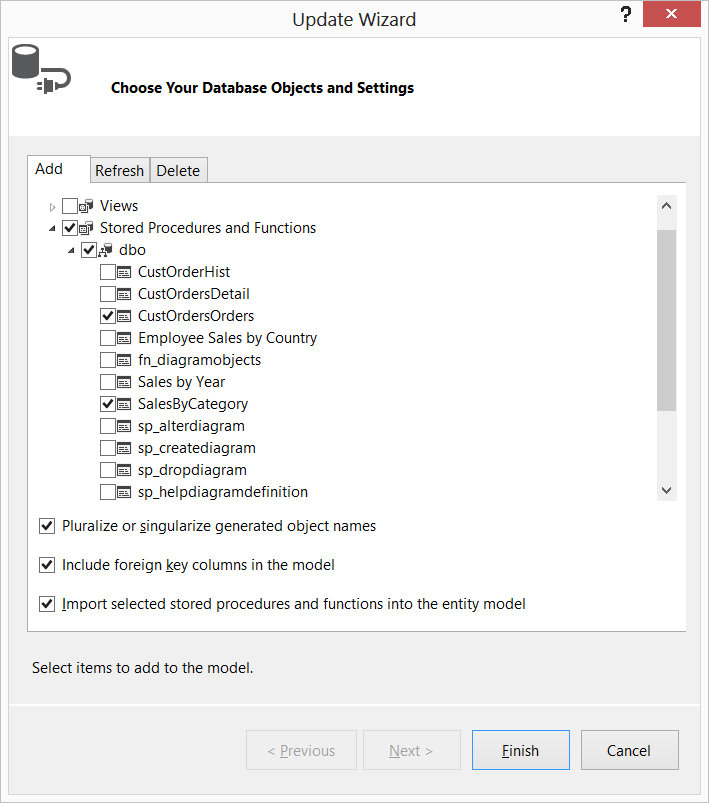 Update Wizard
?
Choose Your Database Objects and Settings
Add Refresh Delete
Views
Stored Procedures and Functions
dbo
CustOrderHist
CustOrdersDetail
CustOrdersOrders
Employee Sales by Country
fn_diagramobjects
Sales by Year
SalesByCategory
sp_alterdiagram
sp_creatediagram
sp_dropdiagram
sp_helpdiagramdefinition
Pluralize or singularize generated object names
Include foreign key columns in the model
Import selected stored procedures and functions into the entity model
Select items to add to the model.
< Previous Next > Finish Cancel